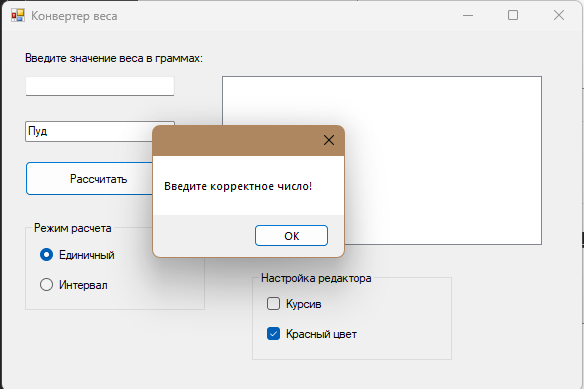 Конвертер веса
Введите значение веса в граммах:
Пуд
Рассчитать
Введите корректное число!
ОК
Режим расчета
Единичный
Интервал
Настройка редактора
Курсив
Красный цвет